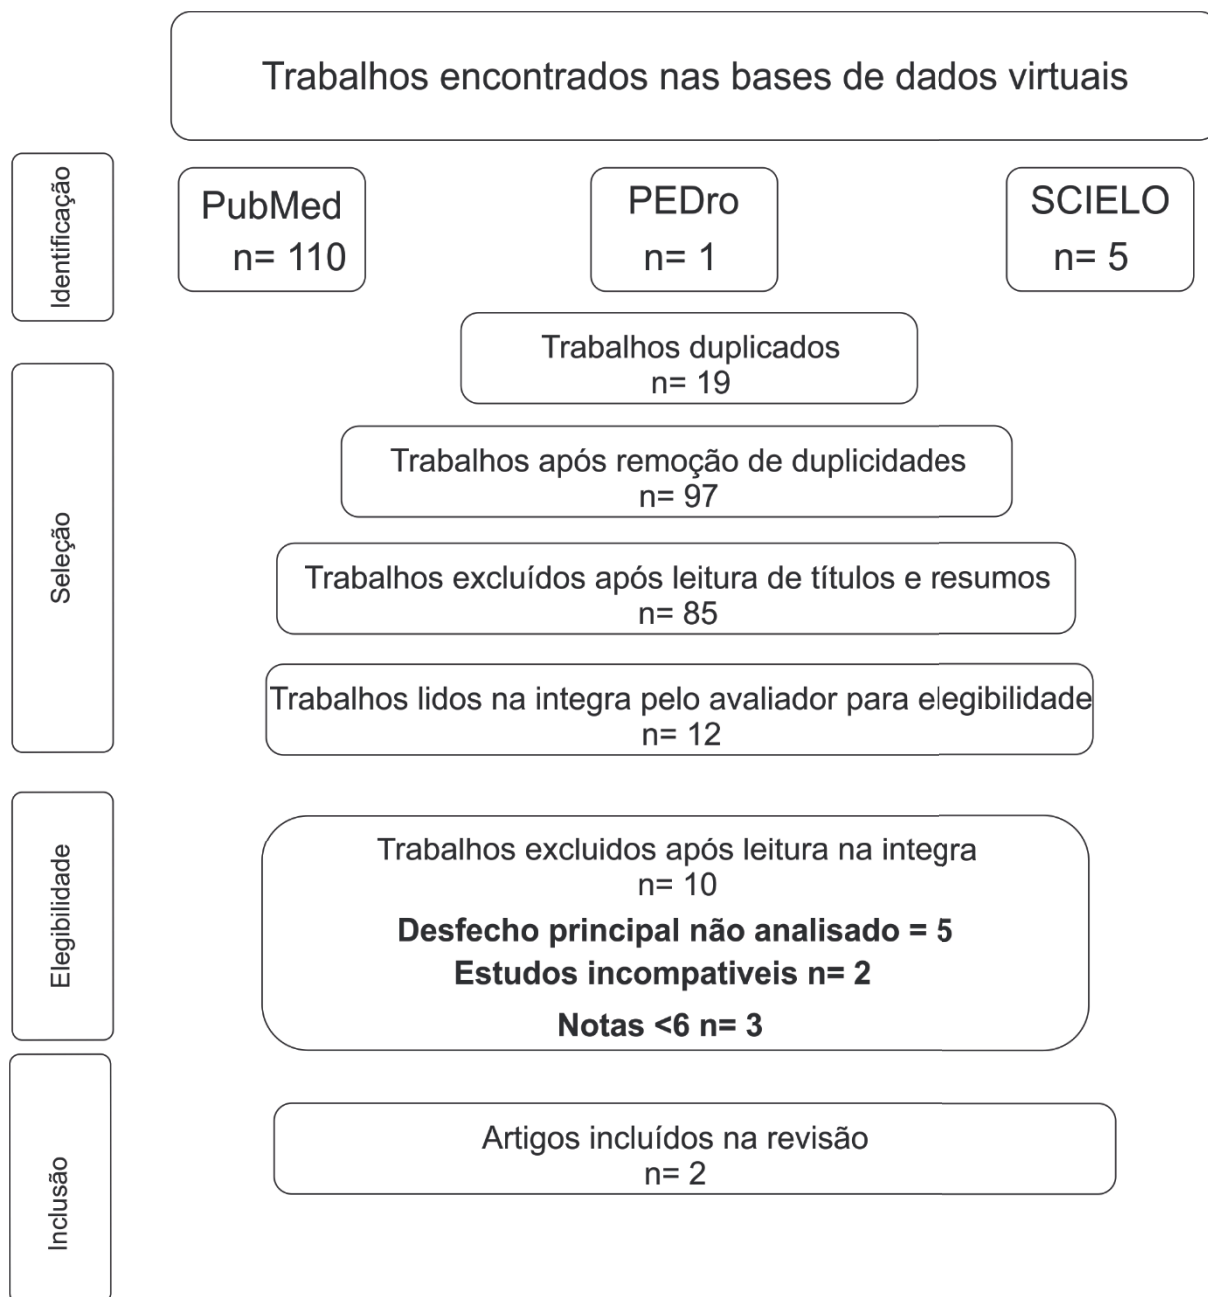 Trabalhos encontrados nas bases de dados virtuais
Identificação
PubMed
n= 110
PEDro
n= 1
SCIELO
n= 5
Seleção
Trabalhos duplicados
n= 19
Trabalhos após remoção de duplicidades
n= 97
Trabalhos excluídos após leitura de títulos e resumos
n= 85
Trabalhos lidos na integra pelo avaliador para elegibilidade
n= 12
Elegibilidade
Trabalhos excluidos após leitura na integra
n= 10
Desfecho principal não analisado = 5
Estudos incompativeis n= 2
Notas <6 n= 3
Inclusão
Artigos incluídos na revisão
n= 2